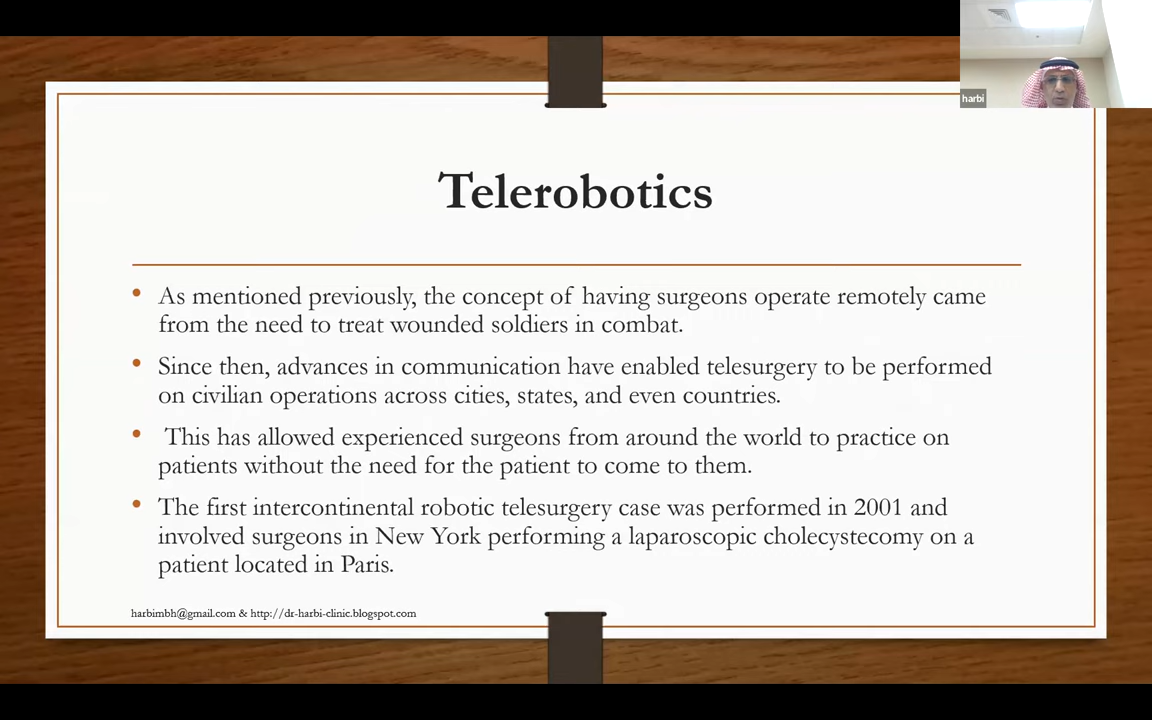 harbi
Telerobotics
• As mentioned previously, the concept of having surgeons operate remotely came
from the need to treat wounded soldiers in combat.
• Since then, advances in communication have enabled telesurgery to be performed
on civilian operations across cities, states, and even countries.
• This has allowed experienced surgeons from around the world to practice on
patients without the need for the patient to come to them.
• The first intercontinental robotic telesurgery case was performed in 2001 and
involved surgeons in New York performing a laparoscopic cholecystecomy on a
patient located in Paris.
harbimbh@gmail.com & http://dr-harbi-clinic.blogspot.com